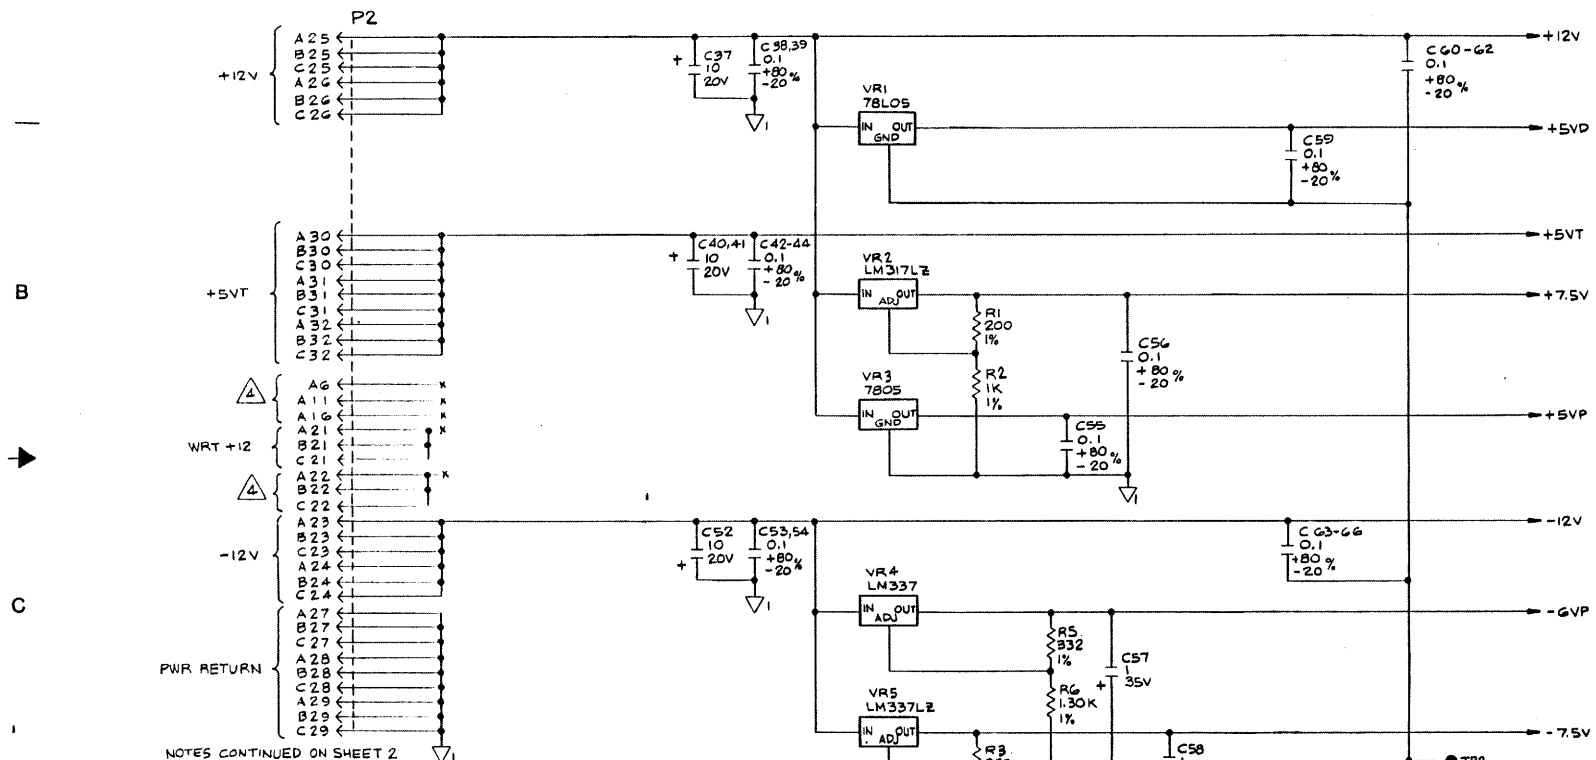 P2
+12V
A25
B25
C25
A26
B26
C26
+
C37
10
20V
C38,39
0.1
+80
-20%
1
VR1
78L05
IN OUT
GND
C60-62
0.1
+80
-20%
+12V
C59
0.1
+80
-20%
+5VD
+5VT
A30
B30
C30
A31
B31
C31
A32
B32
C32
+
C40,41
10
20V
C42-44
0.1
+80%
-20
1
+5VT
VR2
LM317LZ
IN OUT
ADJ
R1
200
1%
R2
1K
1%
C56
0.1
+80
-20%
+7.5V
VR3
7805
IN OUT
GND
C55
0.1
+80%
-20
1
+5VP
B
4
A6 x
A11 x
A16 x
WRT +12
A21 x
B21
C21
4
A22 x
B22
C22
-12V
A23
B23
C23
A24
B24
C24
+
C52
10
20V
C53,54
0.1
+80
-20%
1
C63-66
0.1
+80
-20%
-12V
C
VR4
LM337
IN OUT
ADJ
R5
332
1%
R6
1.30K
1%
+
C57
1
35V
-6VP
PWR RETURN
A27
B27
C27
A28
B28
C28
A29
B29
C29
1
VR5
LM337LZ
IN OUT
ADJ
R3
C58
-7.5V
NOTES CONTINUED ON SHEET 2